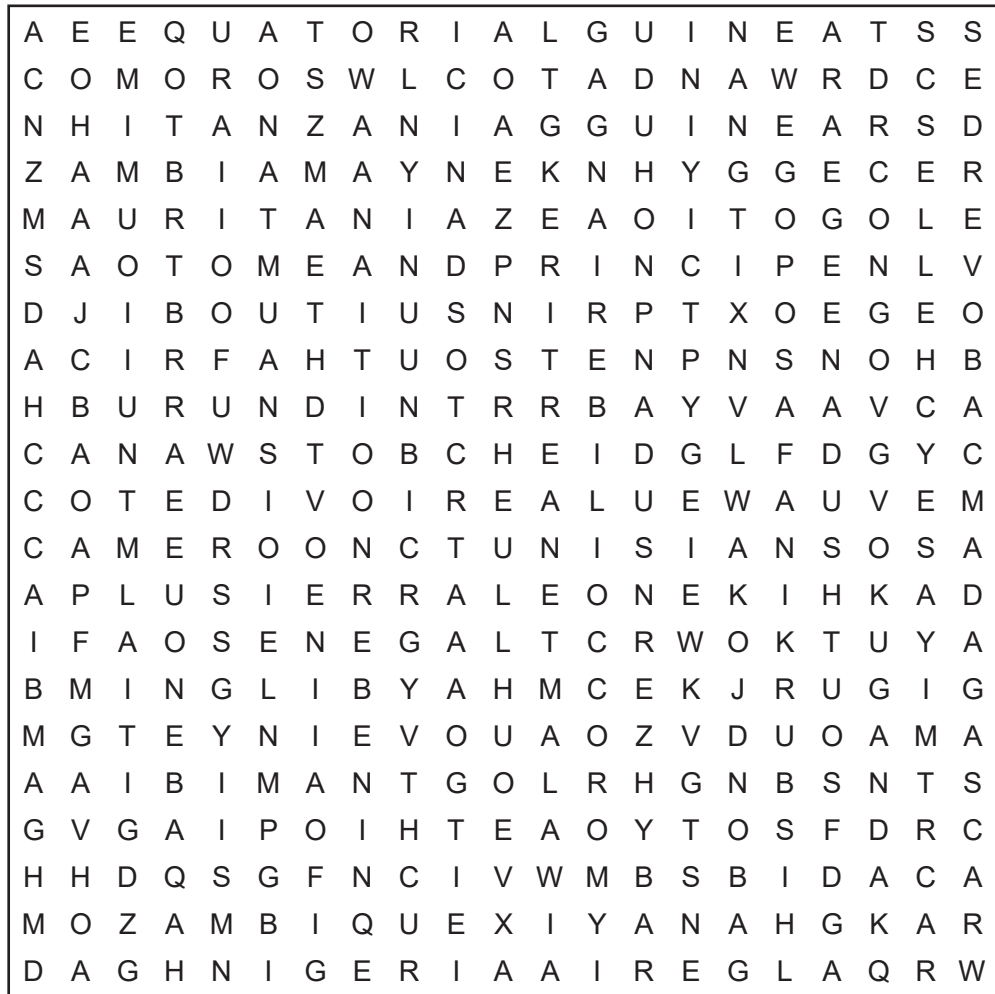 A E E Q U A T O R I A L G U I N E A T S S
C O M O R O S W L C O T A D N A W R D C E
N H I T A N Z A N I A G G U I N E A R S D
Z A M B I A M A Y N E K N H Y G G E C E R
M A U R I T A N I A Z E A O I T O G O L E
S A O T O M E A N D P R I N C I P E N L V
D J I B O U T I U S N I R P T X O E G E O
A C I R F A H T U O S T E N P N S N O H B
H B U R U N D I N T R R B A Y V A A V C A
C A N A W S T O B C H E I D G L F D G Y C
C O T E D I V O I R E A L U E W A U V E M
C A M E R O O N C T U N I S I A N S O S A
A P L U S I E R R A L E O N E K I H K A D
I F A O S E N E G A L T C R W O K T U Y A
B M I N G L I B Y A H M C E K J R U G I G
M G T E Y N I E V O U A O Z V D U O A M A
A A I B I M A N T G O L R H G N B S N T S
G V G A I P O I H T E A O Y T O S F D R C
H H D Q S G F N C I V W M B S B I D A C A
M O Z A M B I Q U E X I Y A N A H G K A R
D A G H N I G E R I A A I R E G L A Q R W